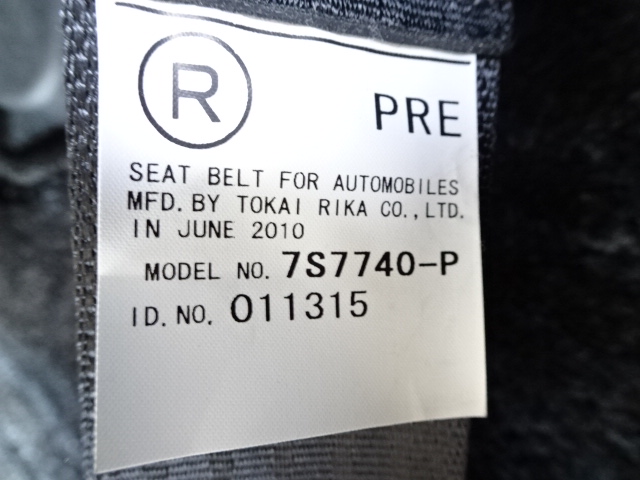 R PRE
SEAT BELT FOR AUTOMOBILES
MFD. BY TOKAI RIKA CO., LTD.
IN JUNE 2010
MODEL NO. 7S7740-P
ID. NO. 011315